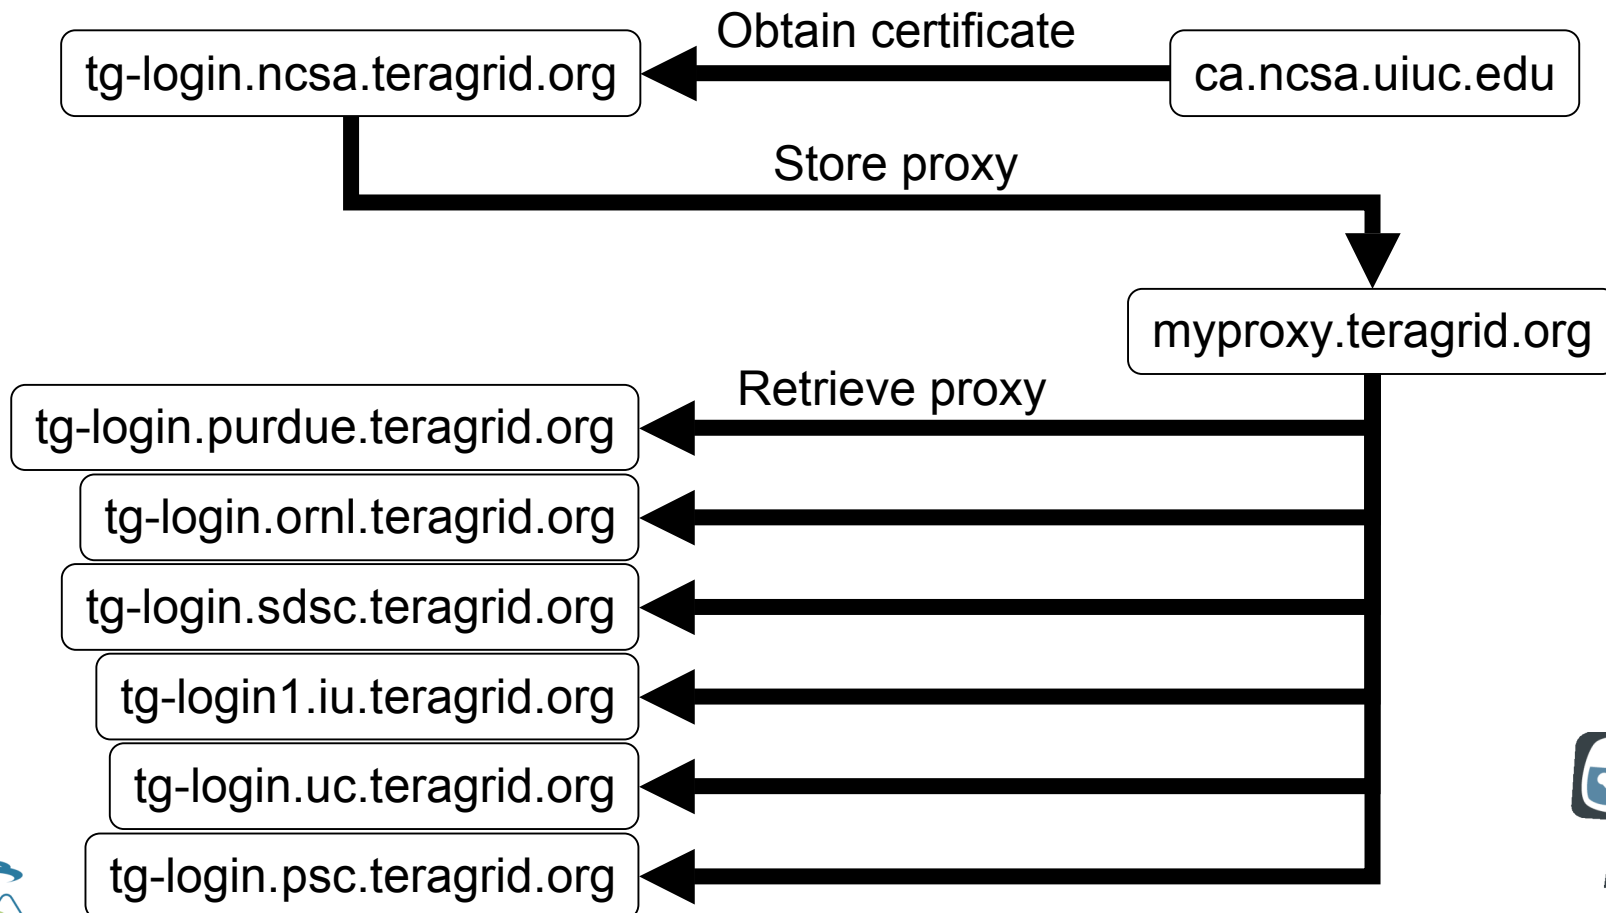 Obtain certificate
tg-login.ncsa.teragrid.org
ca.ncsa.uiuc.edu
Store proxy
myproxy.teragrid.org
Retrieve proxy
tg-login.purdue.teragrid.org
tg-login.ornl.teragrid.org
tg-login.sdsc.teragrid.org
tg-login1.iu.teragrid.org
tg-login.uc.teragrid.org
tg-login.psc.teragrid.org